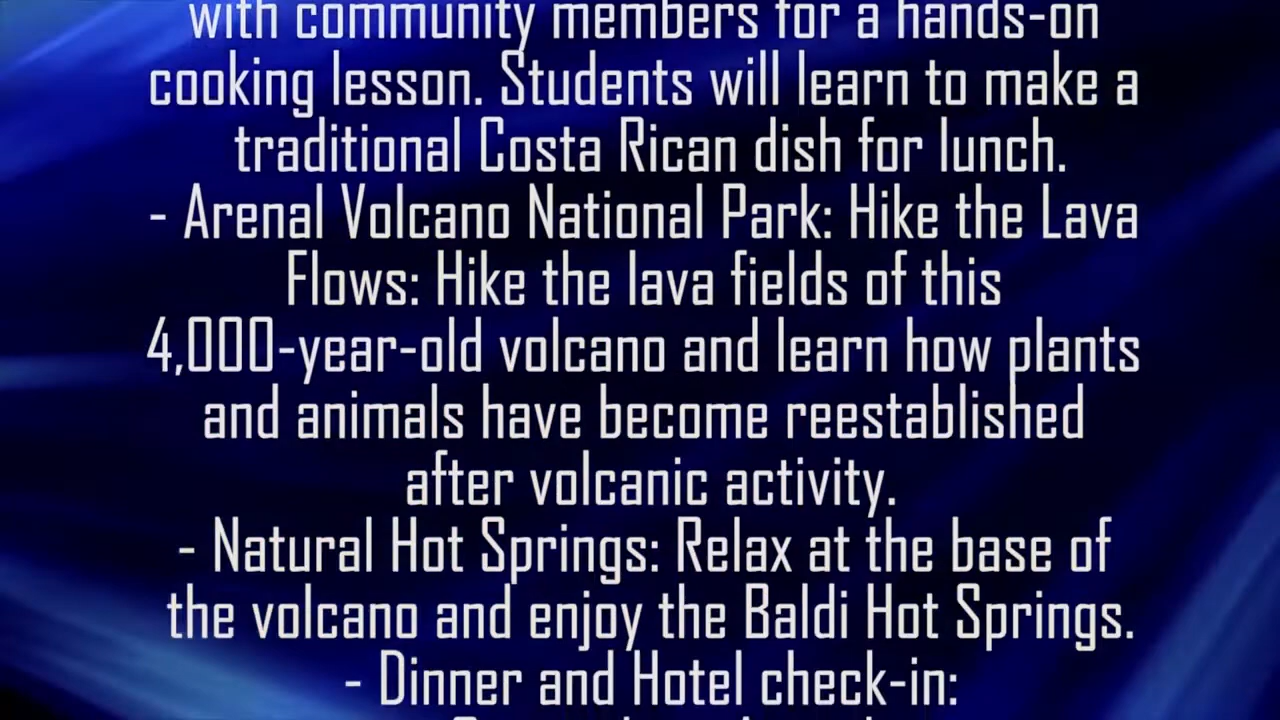 with community members for a hands-on
cooking lesson. Students will learn to make a
traditional Costa Rican dish for lunch.
- Arenal Volcano National Park: Hike the Lava
Flows: Hike the lava fields of this
4,000-year-old volcano and learn how plants
and animals have become reestablished
after volcanic activity.
- Natural Hot Springs: Relax at the base of
the volcano and enjoy the Baldi Hot Springs.
- Dinner and Hotel check-in: